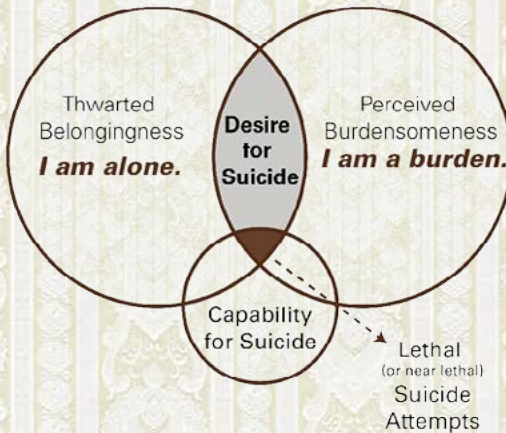 Thwarted
Belongingness
I am alone.
Desire
for
Suicide
Perceived
Burdensomeness
I am a burden.
Capability
for Suicide
Lethal
(or near lethal)
Suicide
Attempts